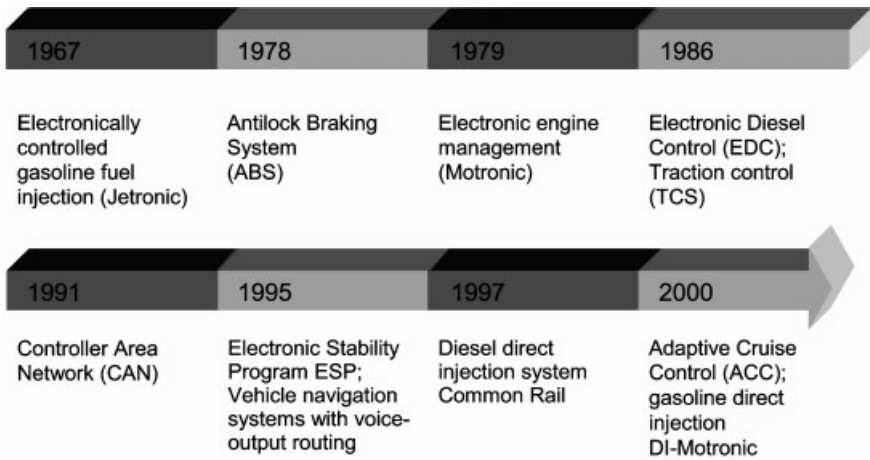 1967
1978
1979
1986
Electronically
controlled
gasoline fuel
injection (Jetronic)
Antilock Braking
System
(ABS)
Electronic engine
management
(Motronic)
Electronic Diesel
Control (EDC);
Traction control
(TCS)
1991
1995
1997
2000
Controller Area
Network (CAN)
Electronic Stability
Program ESP;
Vehicle navigation
systems with voice-
output routing
Diesel direct
injection system
Common Rail
Adaptive Cruise
Control (ACC);
gasoline direct
injection
DI-Motronic